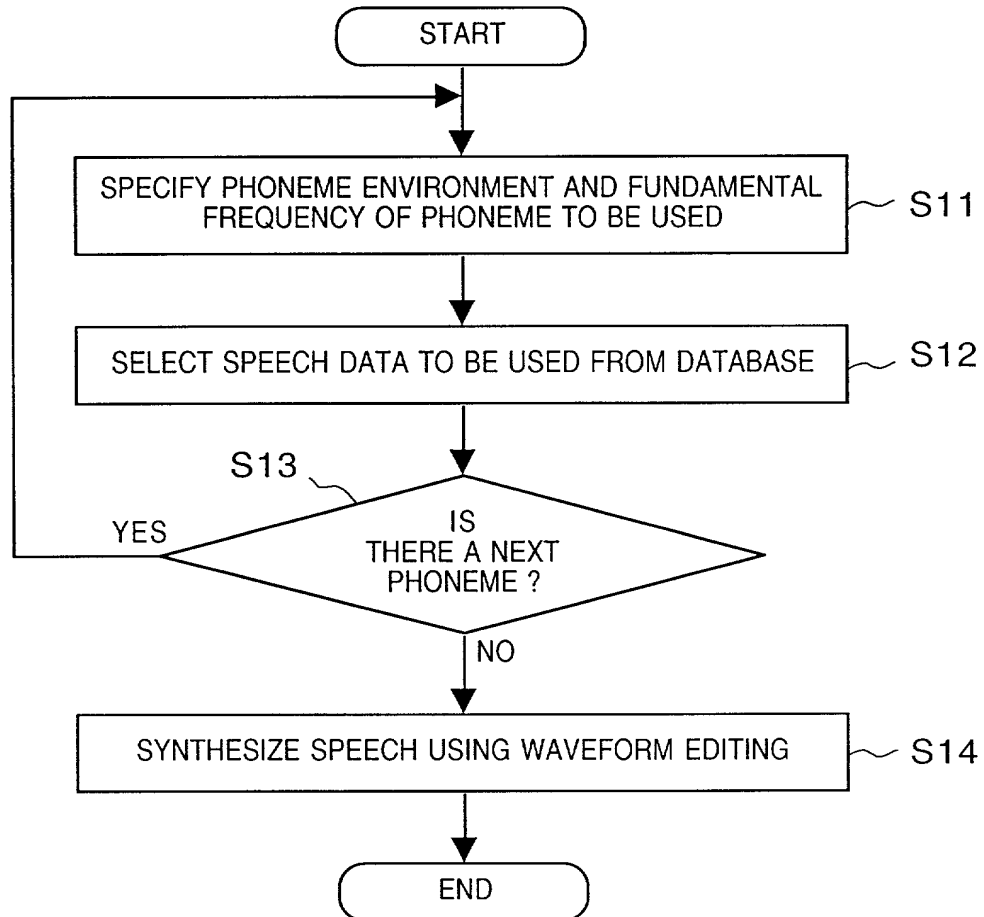 START
SPECIFY PHONEME ENVIRONMENT AND FUNDAMENTAL
FREQUENCY OF PHONEME TO BE USED
S11
SELECT SPEECH DATA TO BE USED FROM DATABASE
S12
S13
YES
IS
THERE A NEXT
PHONEME ?
NO
SYNTHESIZE SPEECH USING WAVEFORM EDITING
S14
END